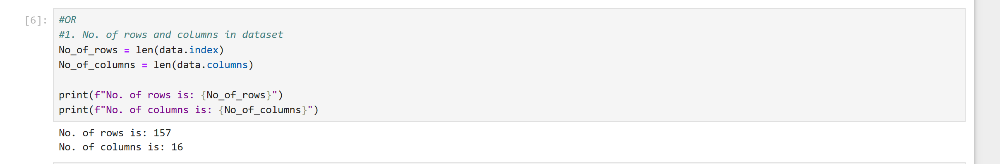 [6]:
#OR
#1. No. of rows and columns in dataset
No_of_rows = len(data.index)
No_of_columns = len(data.columns)
print(f"No. of rows is: {No_of_rows}")
print(f"No. of columns is: {No_of_columns}")
No. of rows is: 157
No. of columns is: 16